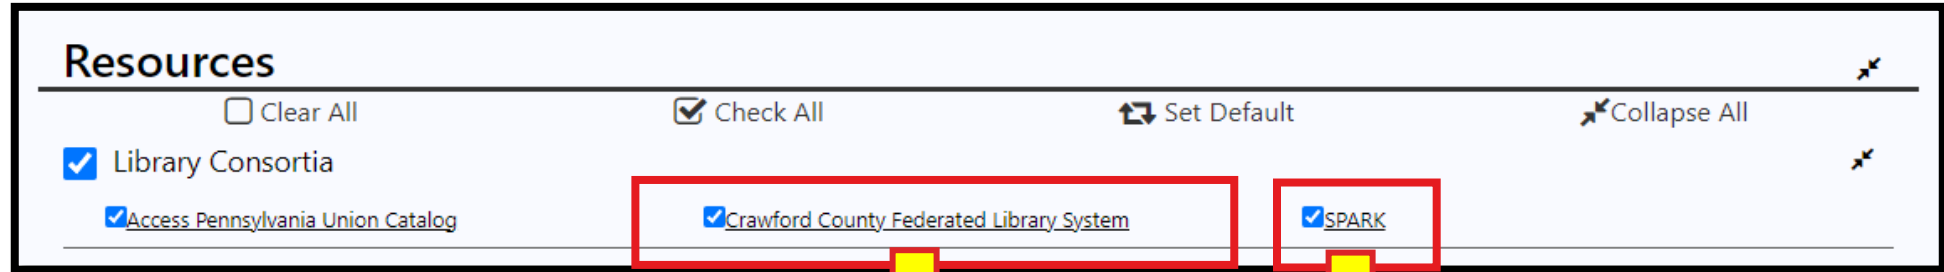 Resources
Clear All Check All Set Default Collapse All
Library Consortia
Access Pennsylvania Union Catalog Crawford County Federated Library System SPARK